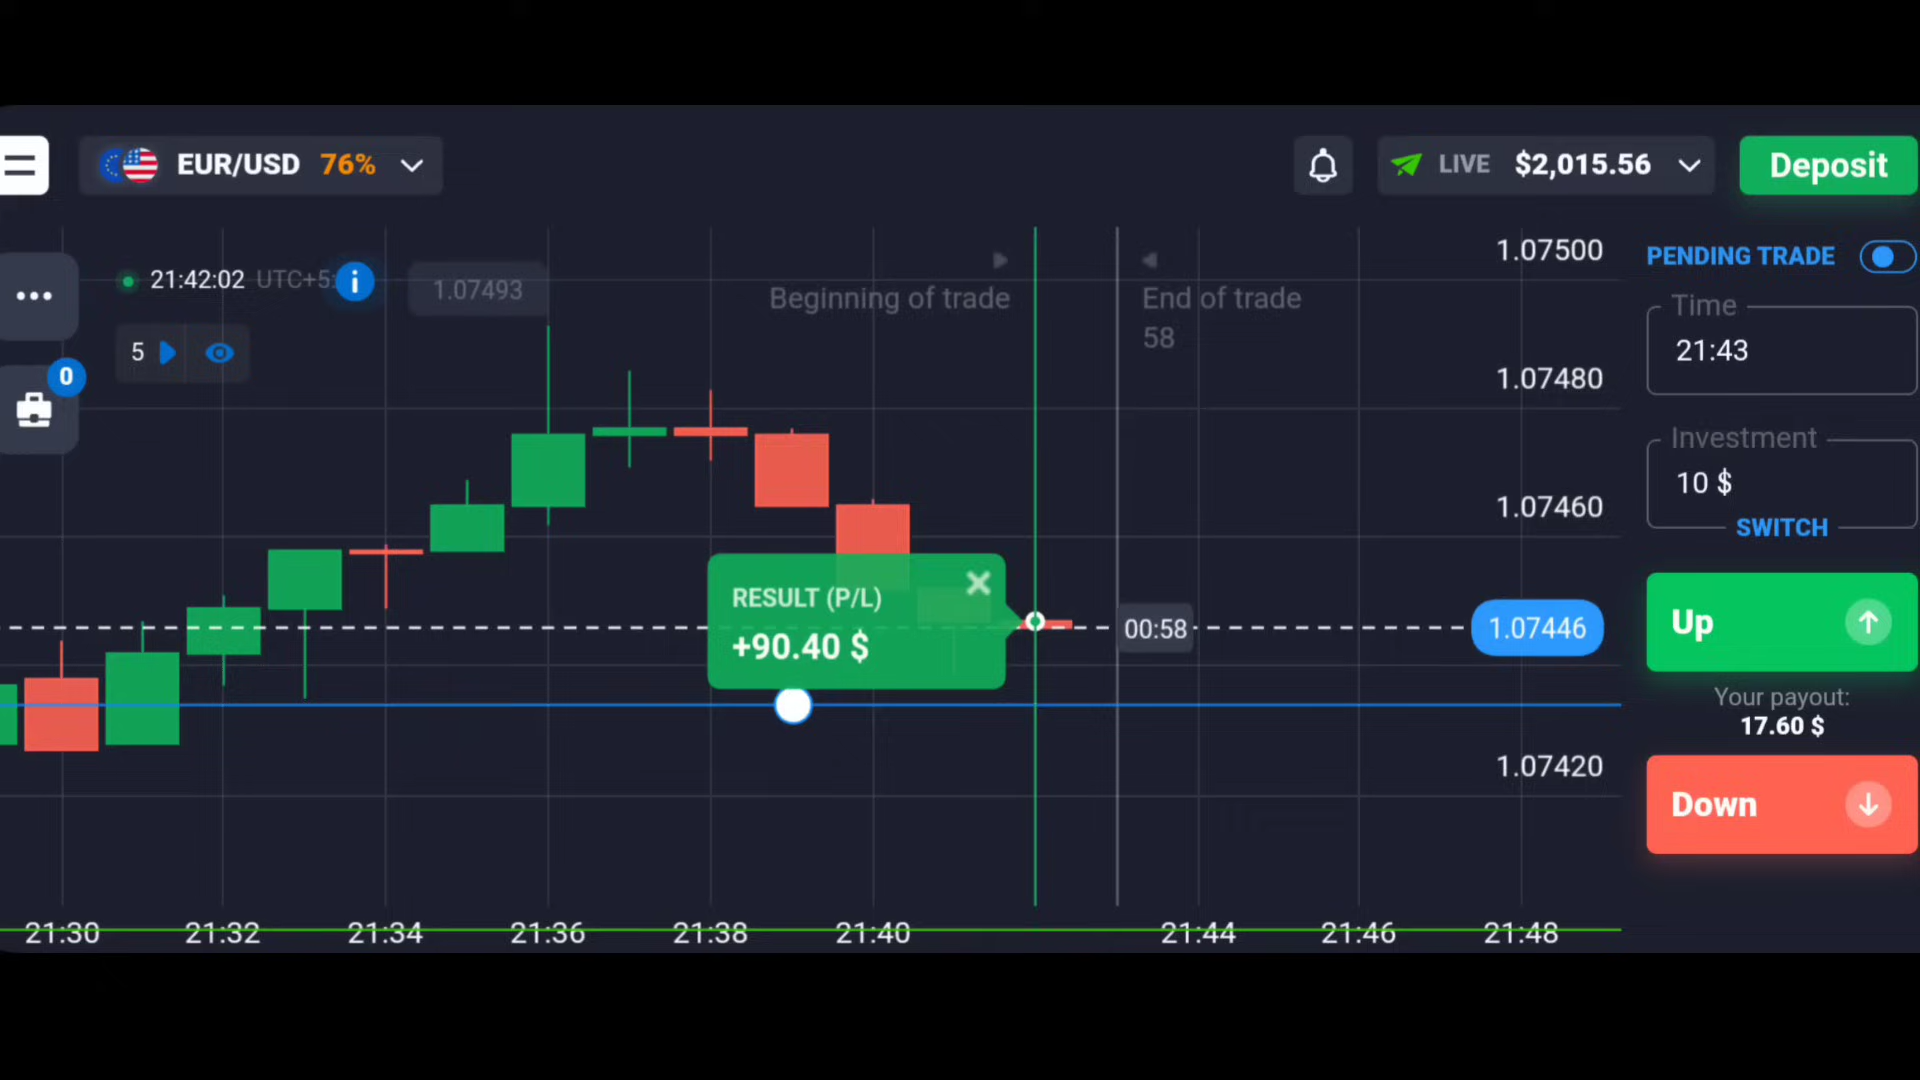 EUR/USD 76%
LIVE $2,015.56
Deposit
21:42:02 UTC+5:
i
1.07493
5
0
Beginning of trade
End of trade
58
1.07500
1.07480
1.07460
1.07446
1.07420
RESULT (P/L)
+90.40 $
00:58
PENDING TRADE
Time
21:43
Investment
10 $
SWITCH
Up
Your payout:
17.60 $
Down
21:30 21:32 21:34 21:36 21:38 21:40 21:44 21:46 21:48